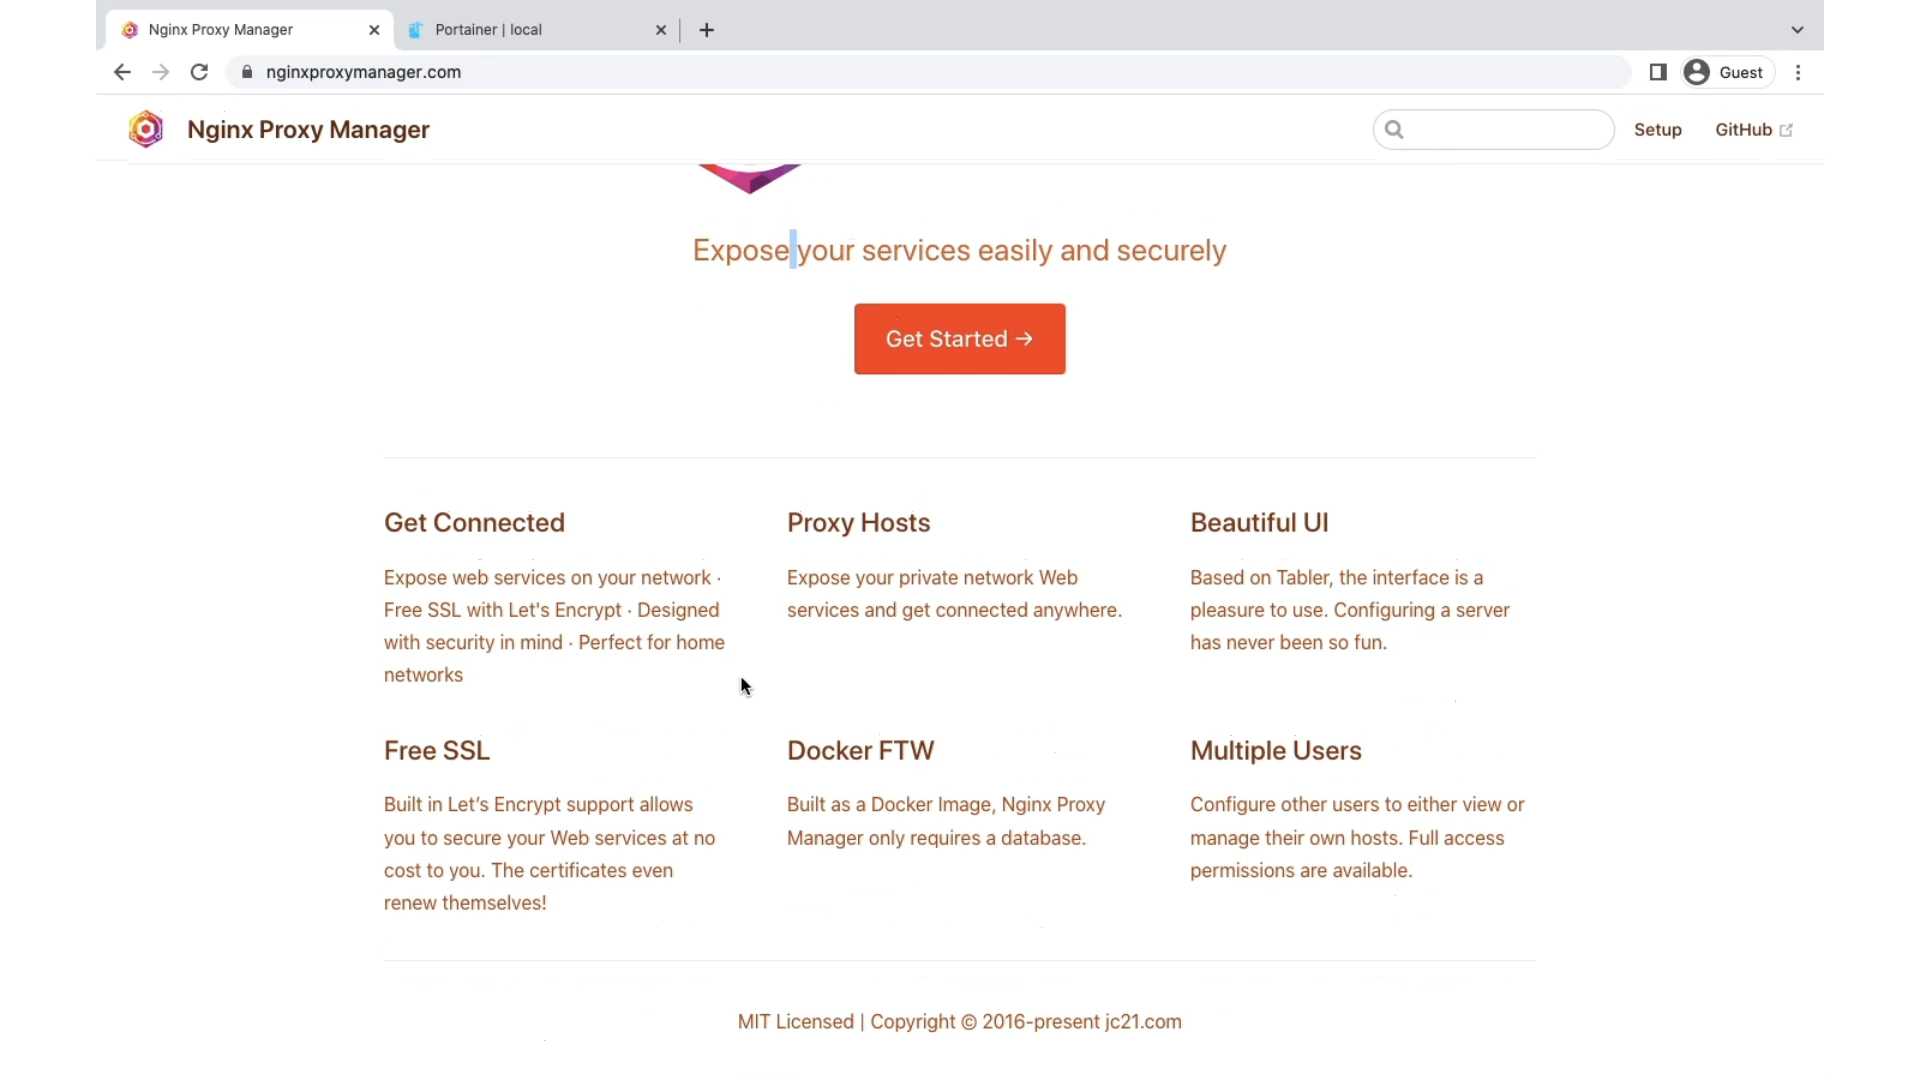 Nginx Proxy Manager
Portainer | local
nginxproxymanager.com
Guest
Nginx Proxy Manager
Setup
GitHub
Expose your services easily and securely
Get Started →
Get Connected
Expose web services on your network ·
Free SSL with Let's Encrypt · Designed
with security in mind · Perfect for home
networks
Proxy Hosts
Expose your private network Web
services and get connected anywhere.
Beautiful UI
Based on Tabler, the interface is a
pleasure to use. Configuring a server
has never been so fun.
Free SSL
Built in Let’s Encrypt support allows
you to secure your Web services at no
cost to you. The certificates even
renew themselves!
Docker FTW
Built as a Docker Image, Nginx Proxy
Manager only requires a database.
Multiple Users
Configure other users to either view or
manage their own hosts. Full access
permissions are available.
MIT Licensed | Copyright © 2016-present jc21.com